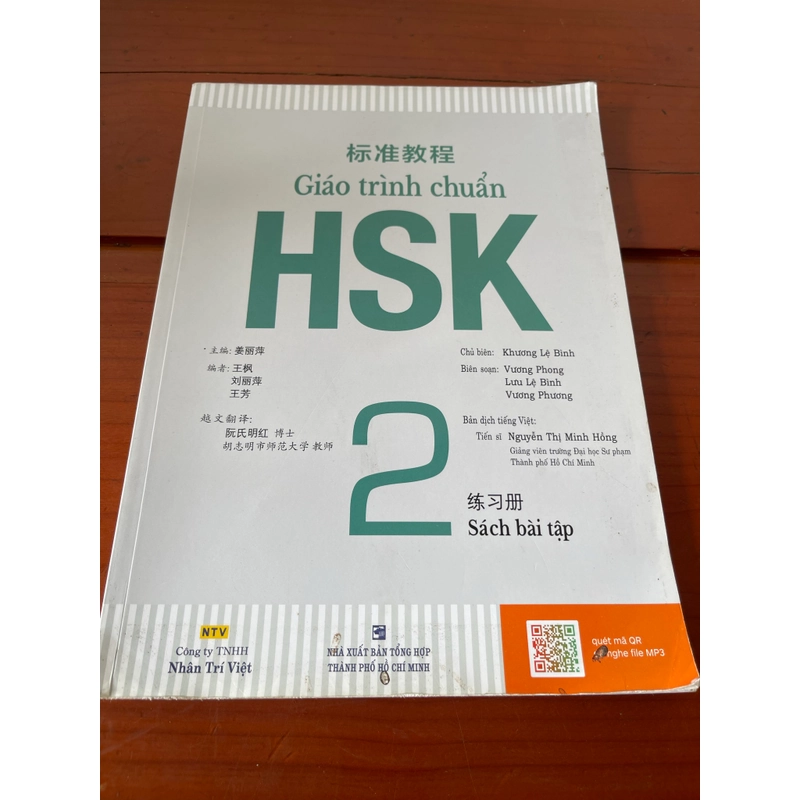 标准教程
Giáo trình chuẩn
HSK
主编: 姜丽萍
编者: 王枫
刘丽萍
王芳
越文翻译:
阮氏明红 博士
胡志明市师范大学教师
Chủ biên: Khương Lệ Bình
Biên soạn: Vương Phong
Lưu Lệ Bình
Vương Phương
Bản dịch tiếng Việt:
Tiến sĩ Nguyễn Thị Minh Hồng
Giảng viên trường Đại học Sư phạm
Thành phố Hồ Chí Minh
2
练习册
Sách bài tập
NTV
Công ty TNHH
Nhân Trí Việt
NHÀ XUẤT BẢN TỔNG HỢP
THÀNH PHỐ HỒ CHÍ MINH
quét mã QR
nghe file MP3